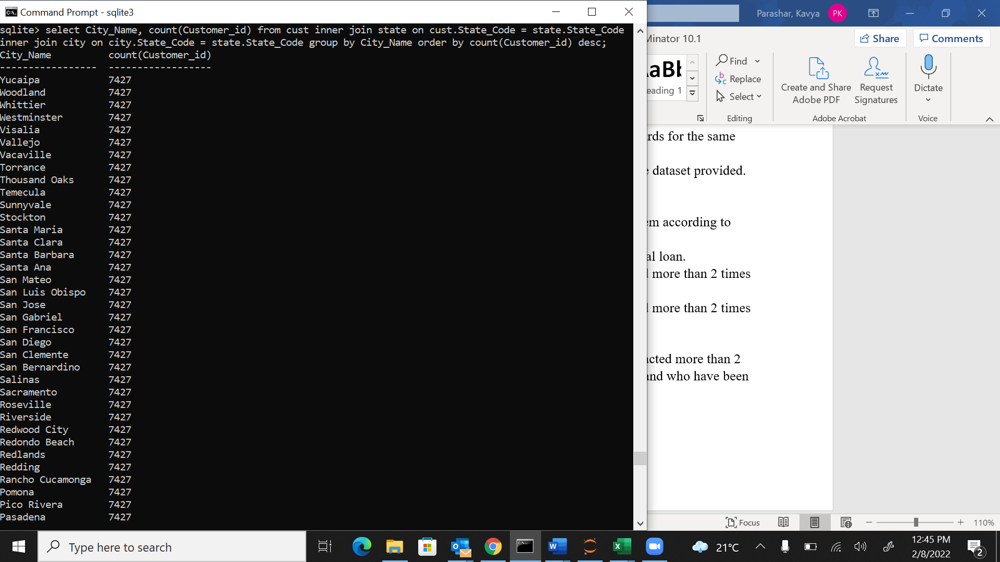 Command Prompt - sqlite3
sqlite> select City_Name, count(Customer_id) from cust inner join state on cust.State_Code = state.State_Code
inner join city on city.State_Code = state.State_Code group by City_Name order by count(Customer_id) desc;
City_Name count(Customer_id)
----------------- ------------------
Yucaipa 7427
Woodland 7427
Whittier 7427
Westminster 7427
Visalia 7427
Vallejo 7427
Vacaville 7427
Torrance 7427
Thousand Oaks 7427
Temecula 7427
Sunnyvale 7427
Stockton 7427
Santa Maria 7427
Santa Clara 7427
Santa Barbara 7427
Santa Ana 7427
San Mateo 7427
San Luis Obispo 7427
San Jose 7427
San Gabriel 7427
San Francisco 7427
San Diego 7427
San Clemente 7427
San Bernardino 7427
Salinas 7427
Sacramento 7427
Roseville 7427
Riverside 7427
Redwood City 7427
Redondo Beach 7427
Redlands 7427
Redding 7427
Rancho Cucamonga 7427
Pomona 7427
Pico Rivera 7427
Pasadena 7427
Parashar, Kavya PK
Minator 10.1
Share Comments
AaBb
eading 1
Find
Replace
Select
Editing
Create and Share
Adobe PDF
Request
Signatures
Adobe Acrobat
Dictate
Voice
rds for the same
dataset provided.
em according to
al loan.
more than 2 times
more than 2 times
acted more than 2
and who have been
Focus 110%
Type here to search
21°C
12:45 PM
2/8/2022
2